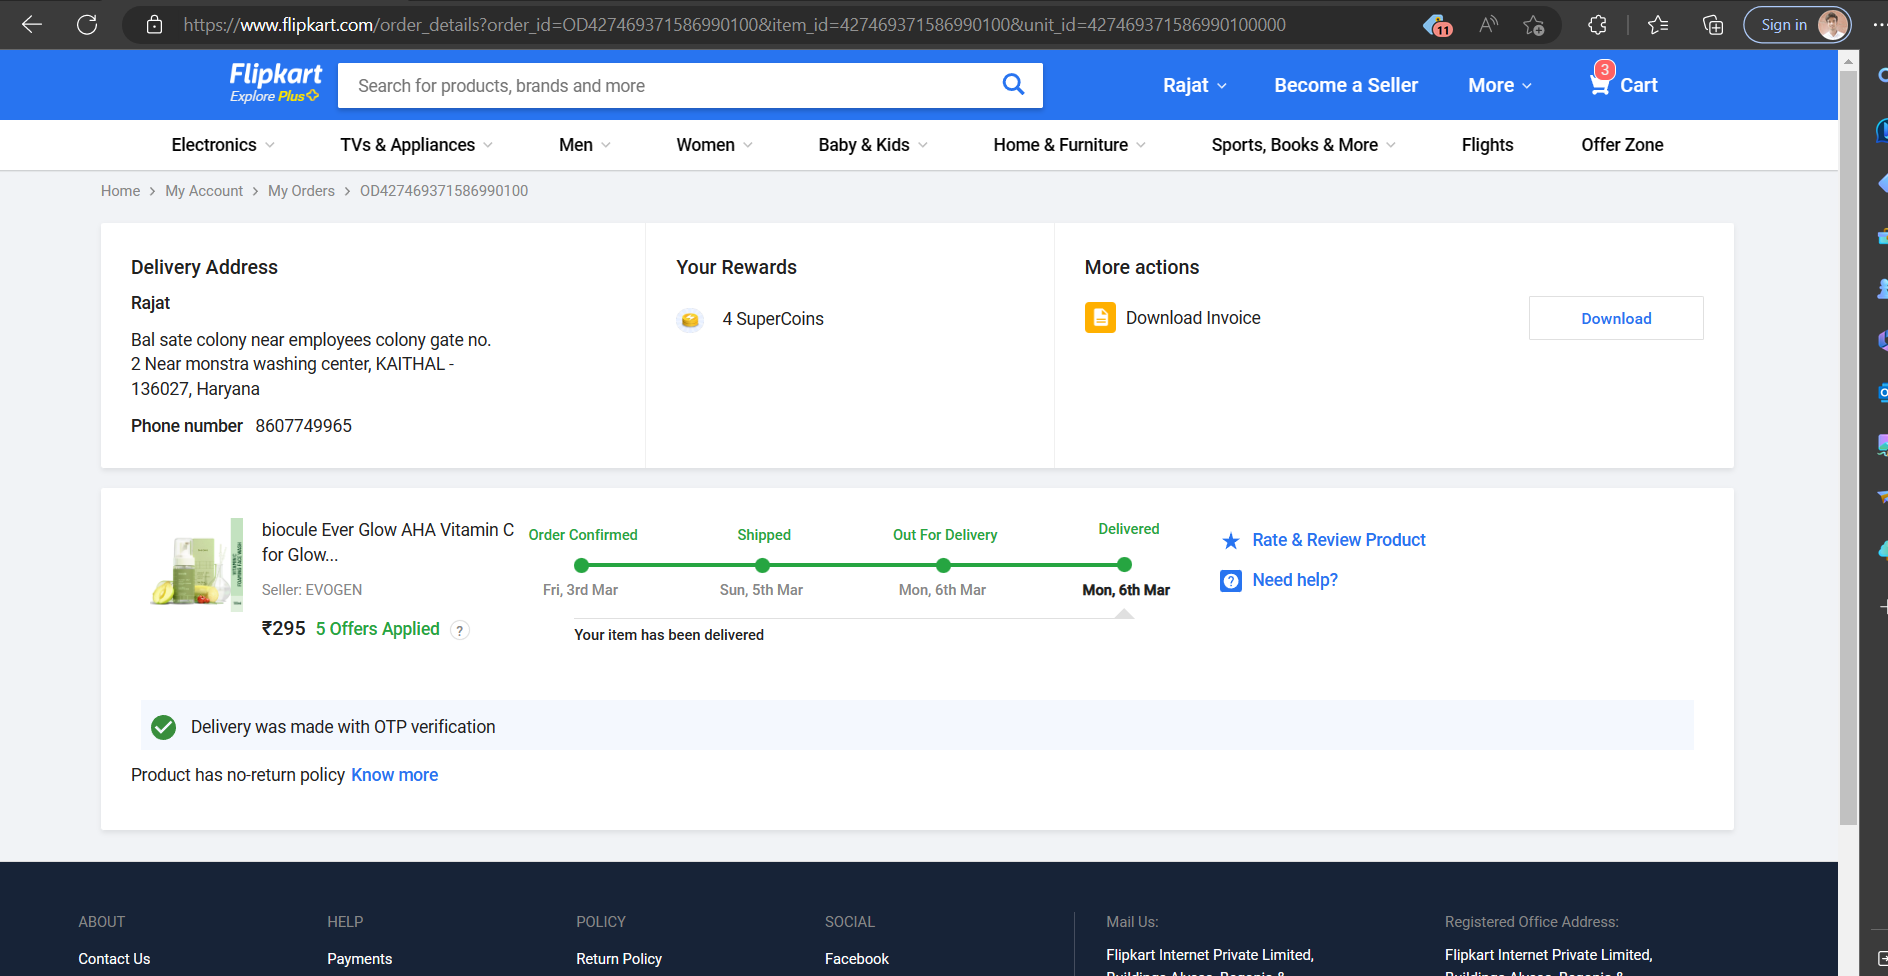 https://www.flipkart.com/order_details?order_id=OD427469371586990100&item_id=427469371586990100&unit_id=427469371586990100000
11
Sign in
Flipkart
Explore Plus
Search for products, brands and more
Rajat
Become a Seller
More
3
Cart
Electronics
TVs & Appliances
Men
Women
Baby & Kids
Home & Furniture
Sports, Books & More
Flights
Offer Zone
Home > My Account > My Orders > OD427469371586990100
Delivery Address
Rajat
Bal sate colony near employees colony gate no.
2 Near monstra washing center, KAITHAL -
136027, Haryana
Phone number 8607749965
Your Rewards
4 SuperCoins
More actions
Download Invoice
Download
biocule Ever Glow AHA Vitamin C
for Glow...
Seller: EVOGEN
₹295 5 Offers Applied ?
Order Confirmed
Fri, 3rd Mar
Shipped
Sun, 5th Mar
Out For Delivery
Mon, 6th Mar
Delivered
Mon, 6th Mar
Your item has been delivered
Rate & Review Product
Need help?
Delivery was made with OTP verification
Product has no-return policy Know more
ABOUT
Contact Us
HELP
Payments
POLICY
Return Policy
SOCIAL
Facebook
Mail Us:
Flipkart Internet Private Limited,
Registered Office Address:
Flipkart Internet Private Limited,